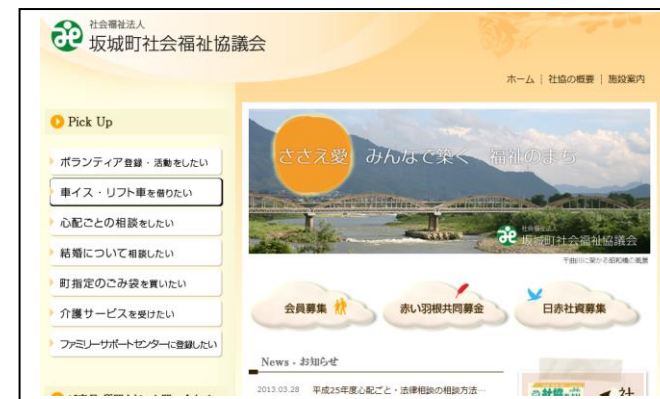 社会福祉法人
坂城町社会福祉協議会
ホーム | 社協の概要 | 施設案内
Pick Up
ボランティア登録・活動をしたい
車イス・リフト車を借りたい
心配ごとの相談をしたい
結婚について相談したい
町指定のごみ袋を買いたい
介護サービスを受けたい
ファミリーサポートセンターに登録したい
ささえ愛 みんなで築く 福祉のまち
社会福祉法人
坂城町社会福祉協議会
千曲川に架かる昭和橋の風景
会員募集
赤い羽根共同募金
日赤社資募集
News - お知らせ
2013.03.28 平成25年度心配ごと・法律相談の相談方法…
社